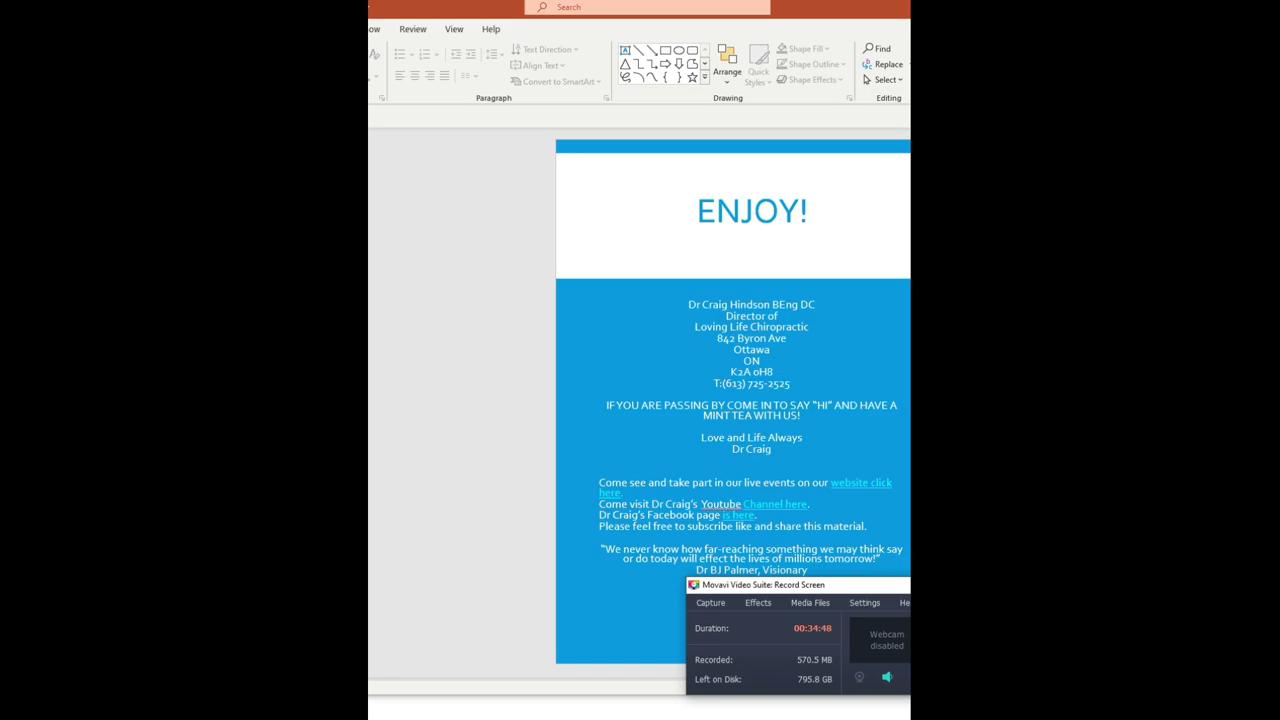 Search
ow
Review
View
Help
Text Direction
Align Text
Convert to SmartArt
Paragraph
Arrange
Quick
Styles
Shape Fill
Shape Outline
Shape Effects
Drawing
Find
Replace
Select
Editing
ENJOY!
Dr Craig Hindson BEng DC
Director of
Loving Life Chiropractic
842 Byron Ave
Ottawa
ON
K2A 0H8
T:(613) 725-2525
IF YOU ARE PASSING BY COME IN TO SAY “HI” AND HAVE A
MINT TEA WITH US!
Love and Life Always
Dr Craig
Come see and take part in our live events on our website click
here.
Come visit Dr Craig’s Youtube Channel here.
Dr Craig’s Facebook page is here.
Please feel free to subscribe like and share this material.
“We never know how far-reaching something we may think say
or do today will effect the lives of millions tomorrow!”
Dr BJ Palmer, Visionary
Movavi Video Suite: Record Screen
Capture
Effects
Media Files
Settings
He
Duration:
00:34:48
Webcam
disabled
Recorded:
570.5 MB
Left on Disk:
795.8 GB